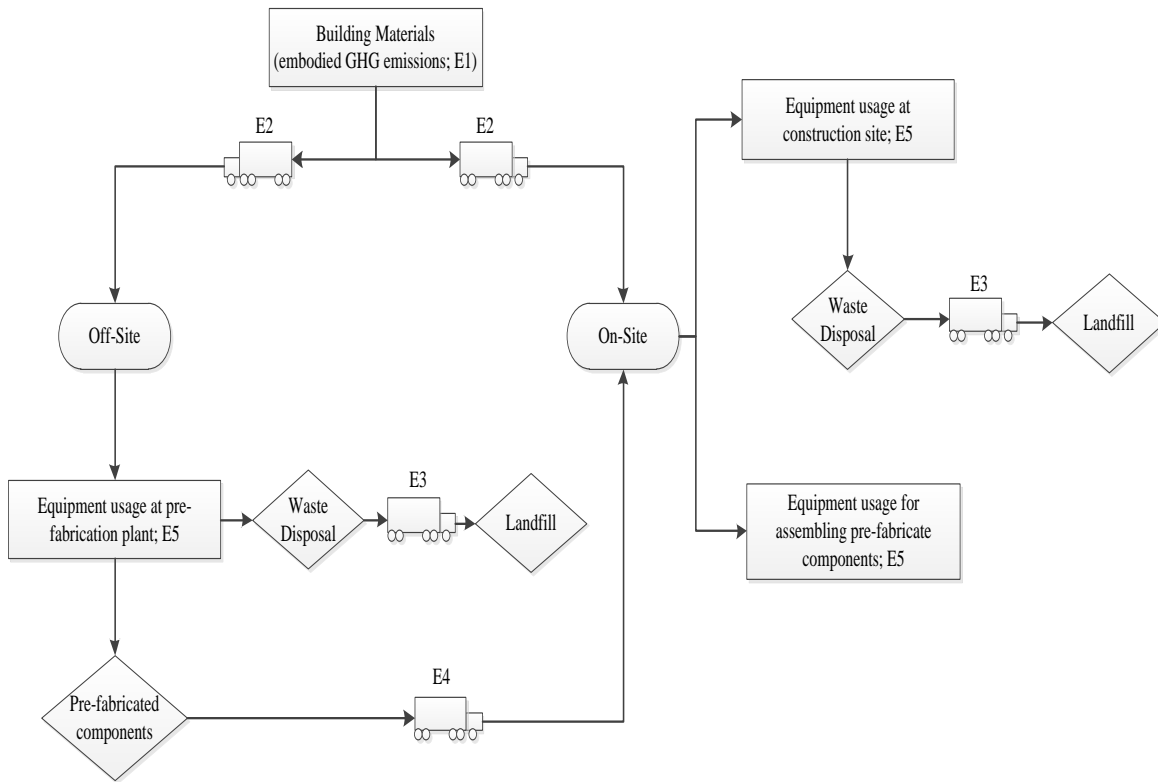 Building Materials
(embodied GHG emissions; E1)
E2
E2
Equipment usage at
construction site; E5
Off-Site
On-Site
Waste
Disposal
E3
Landfill
Equipment usage at pre-
fabrication plant; E5
Waste
Disposal
E3
Landfill
Equipment usage for
assembling pre-fabricate
components; E5
Pre-fabricated
components
E4